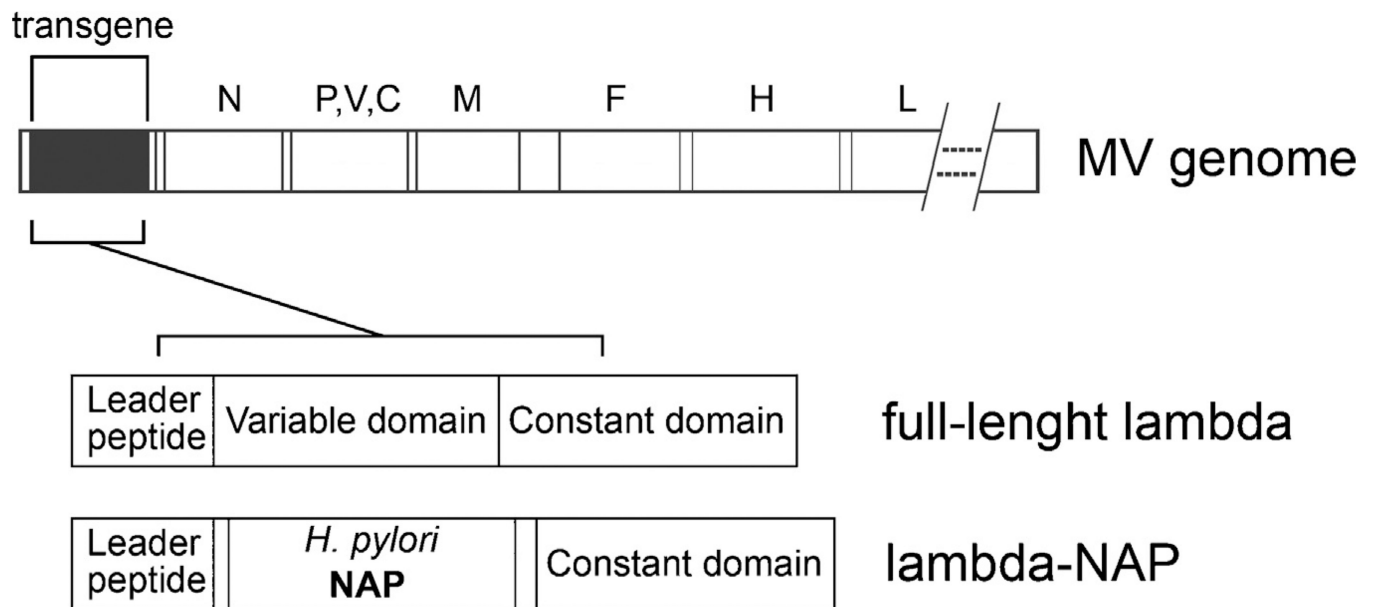 transgene
N P,V,C M F H L
MV genome
Leader
peptide
Variable domain
Constant domain
full-lenght lambda
Leader
peptide
H. pylori
NAP
Constant domain
lambda-NAP